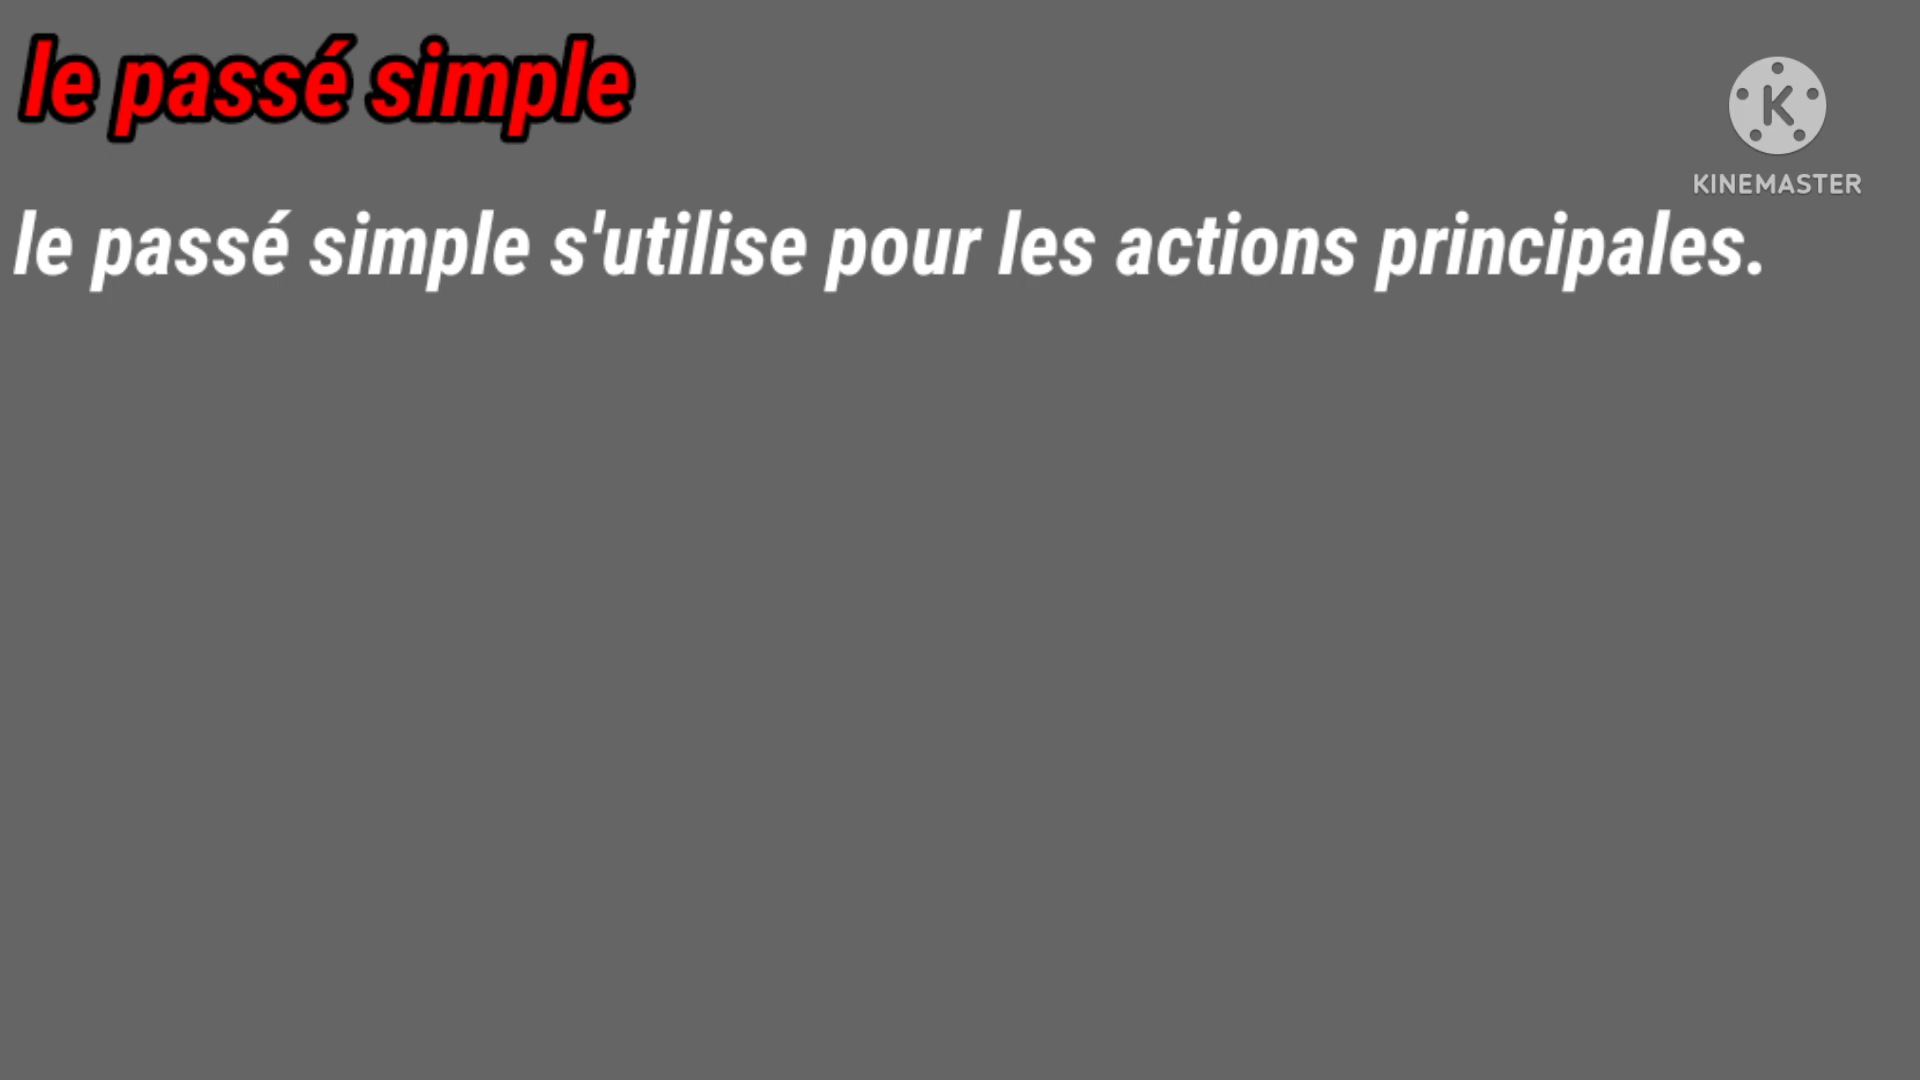 le passé simple
K
KINEMASTER
le passé simple s'utilise pour les actions principales.